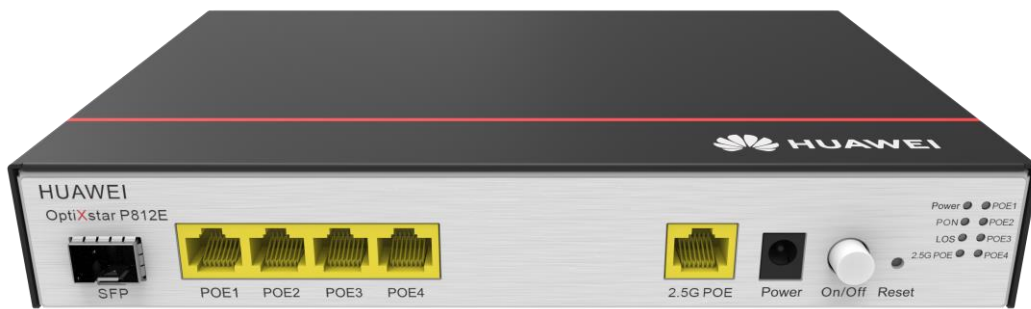 HUAWEI
HUAWEI
OptiXstar P812E
SFP
POE1 POE2 POE3 POE4
2.5G POE
Power
On/Off
Reset
Power POE1
PON POE2
LOS POE3
2.5G POE POE4